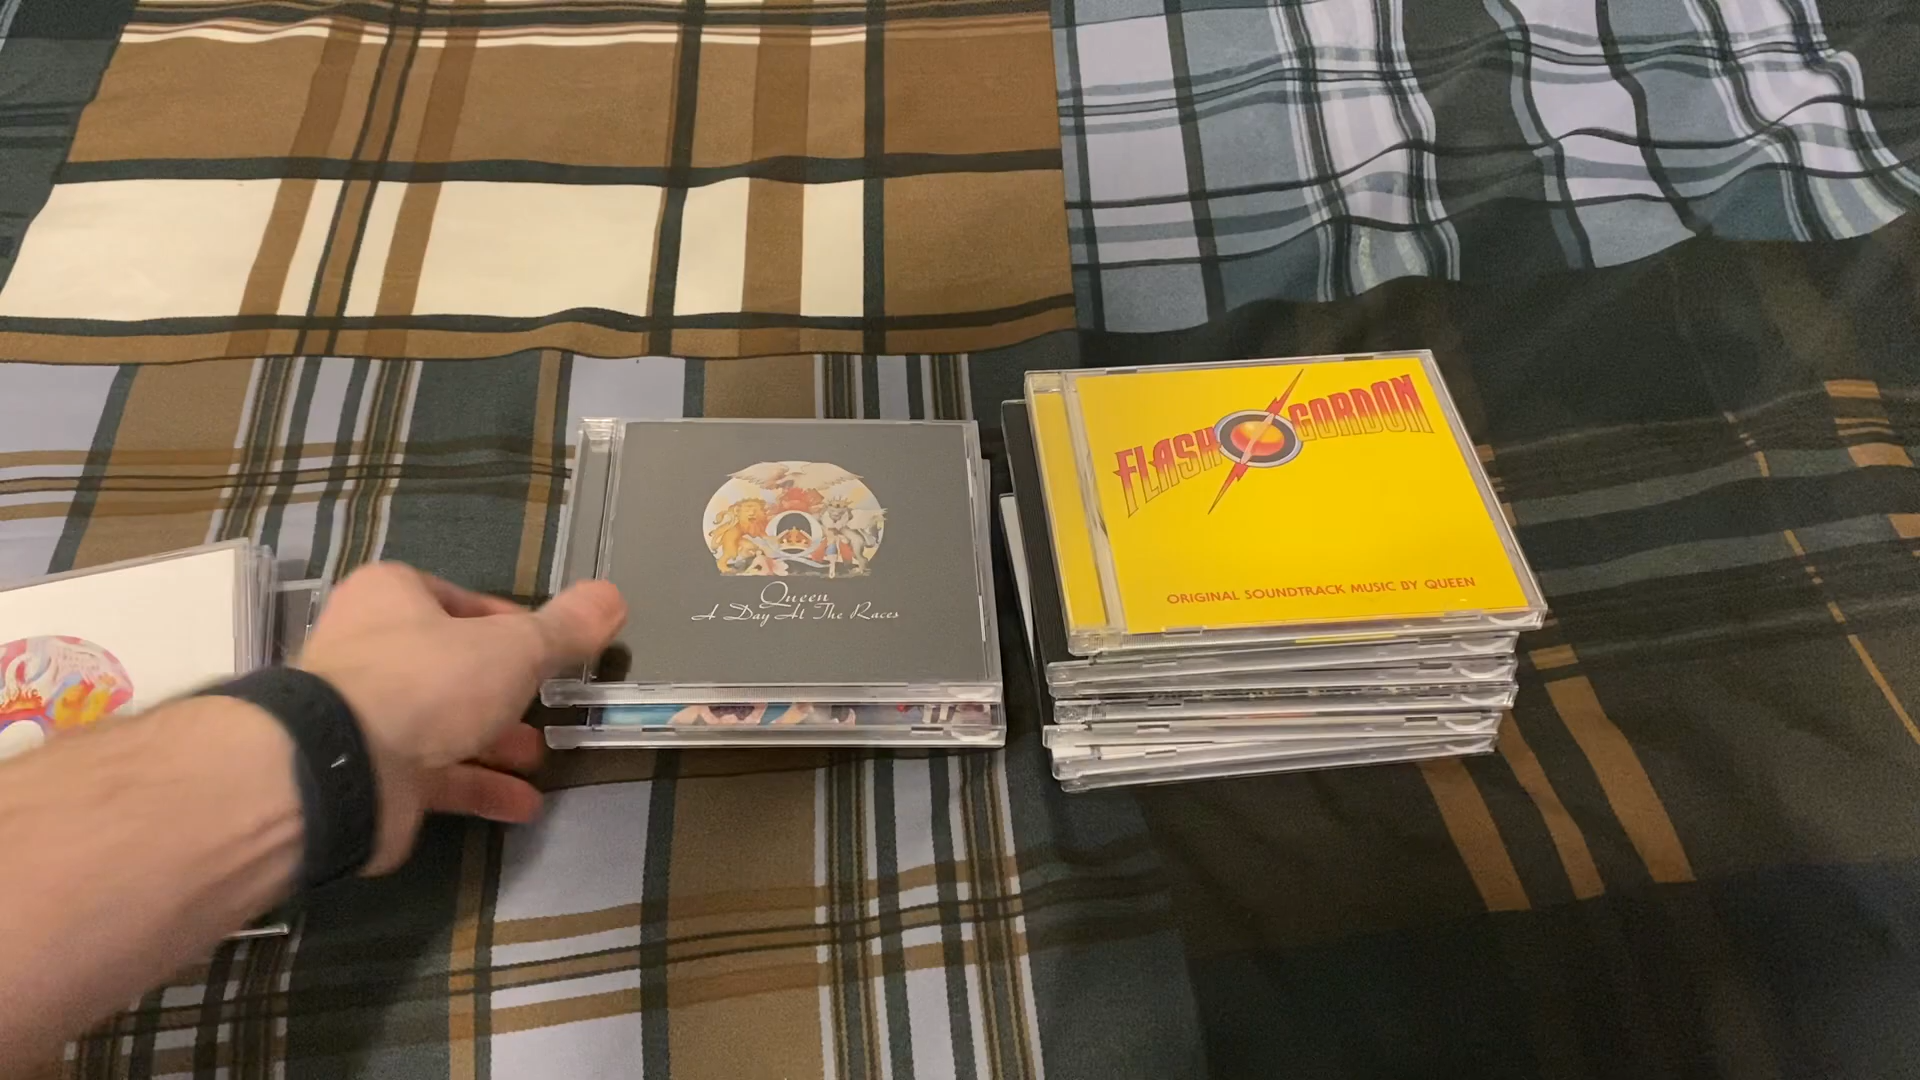 Queen
A Day At The Races
FLASH GORDON
ORIGINAL SOUNDTRACK MUSIC BY QUEEN